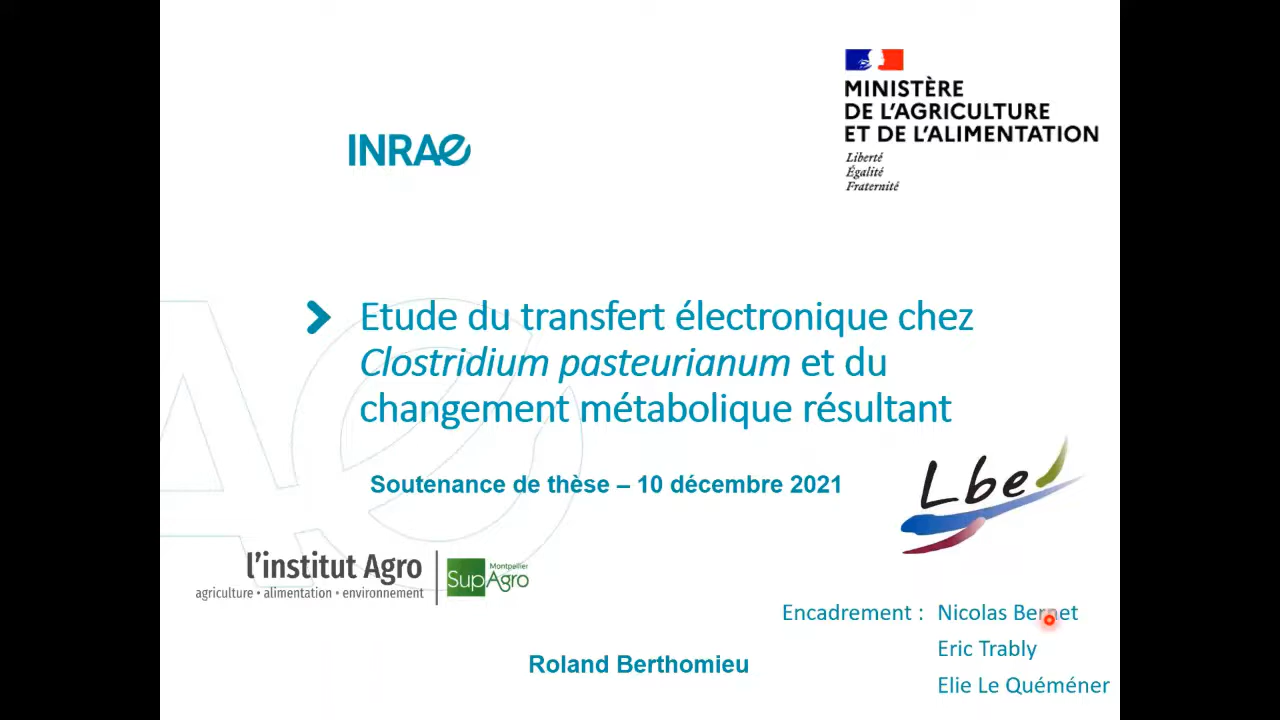 MINISTÈRE
DE L'AGRICULTURE
ET DE L'ALIMENTATION
Liberté
Égalité
Fraternité
INRAE
Etude du transfert électronique chez
Clostridium pasteurianum et du
changement métabolique résultant
Soutenance de thèse – 10 décembre 2021
Lbe
l'institut Agro
agriculture • alimentation • environnement
Montpellier
SupAgro
Encadrement : Nicolas Bernet
Eric Trably
Elie Le Quéméner
Roland Berthomieu